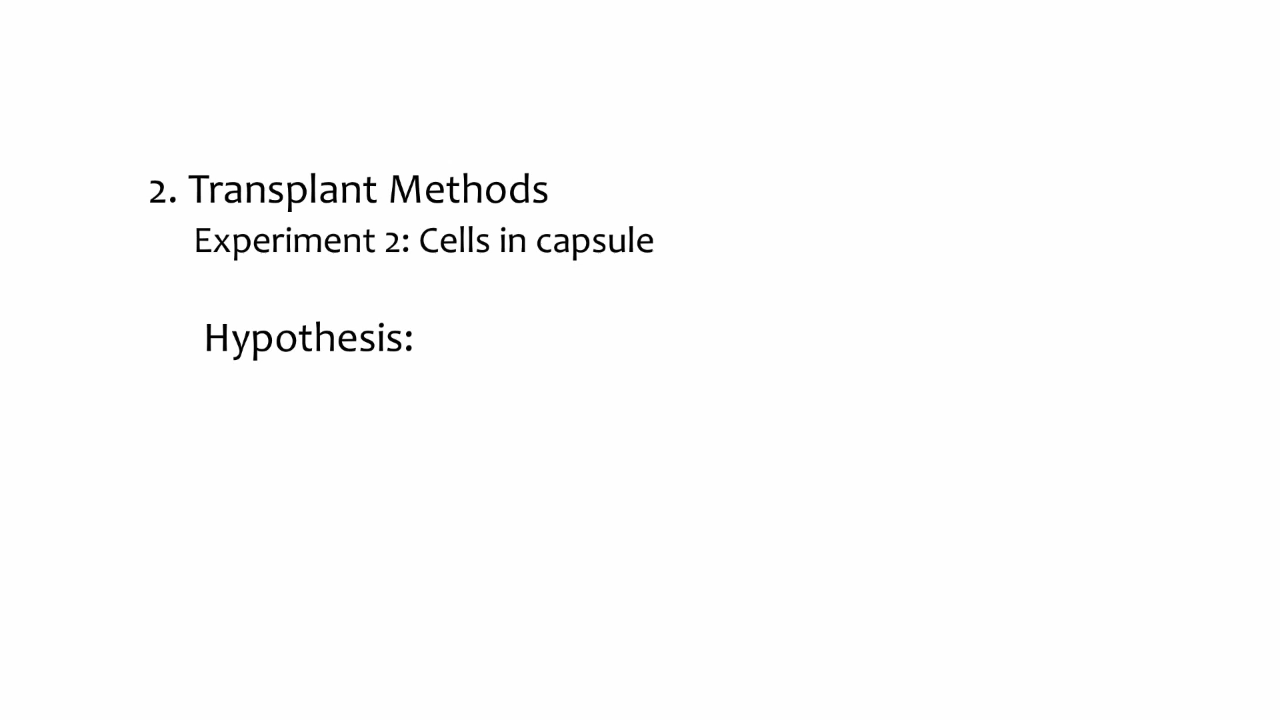 2. Transplant Methods
Experiment 2: Cells in capsule
Hypothesis: